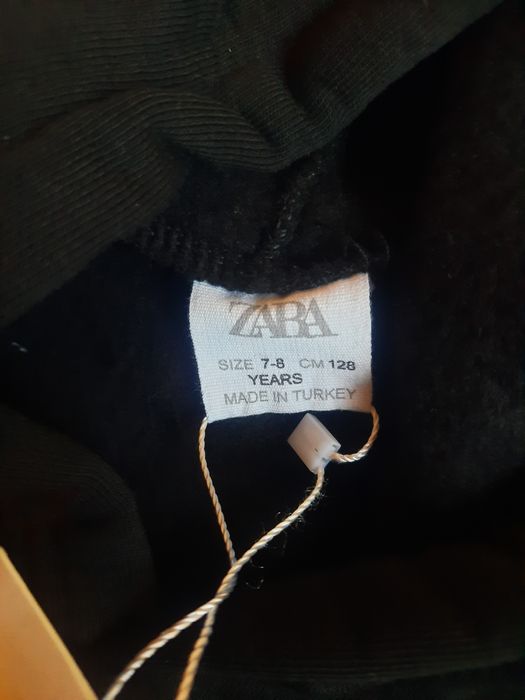 ZARA
SIZE 7-8 CM 128
YEARS
MADE IN TURKEY